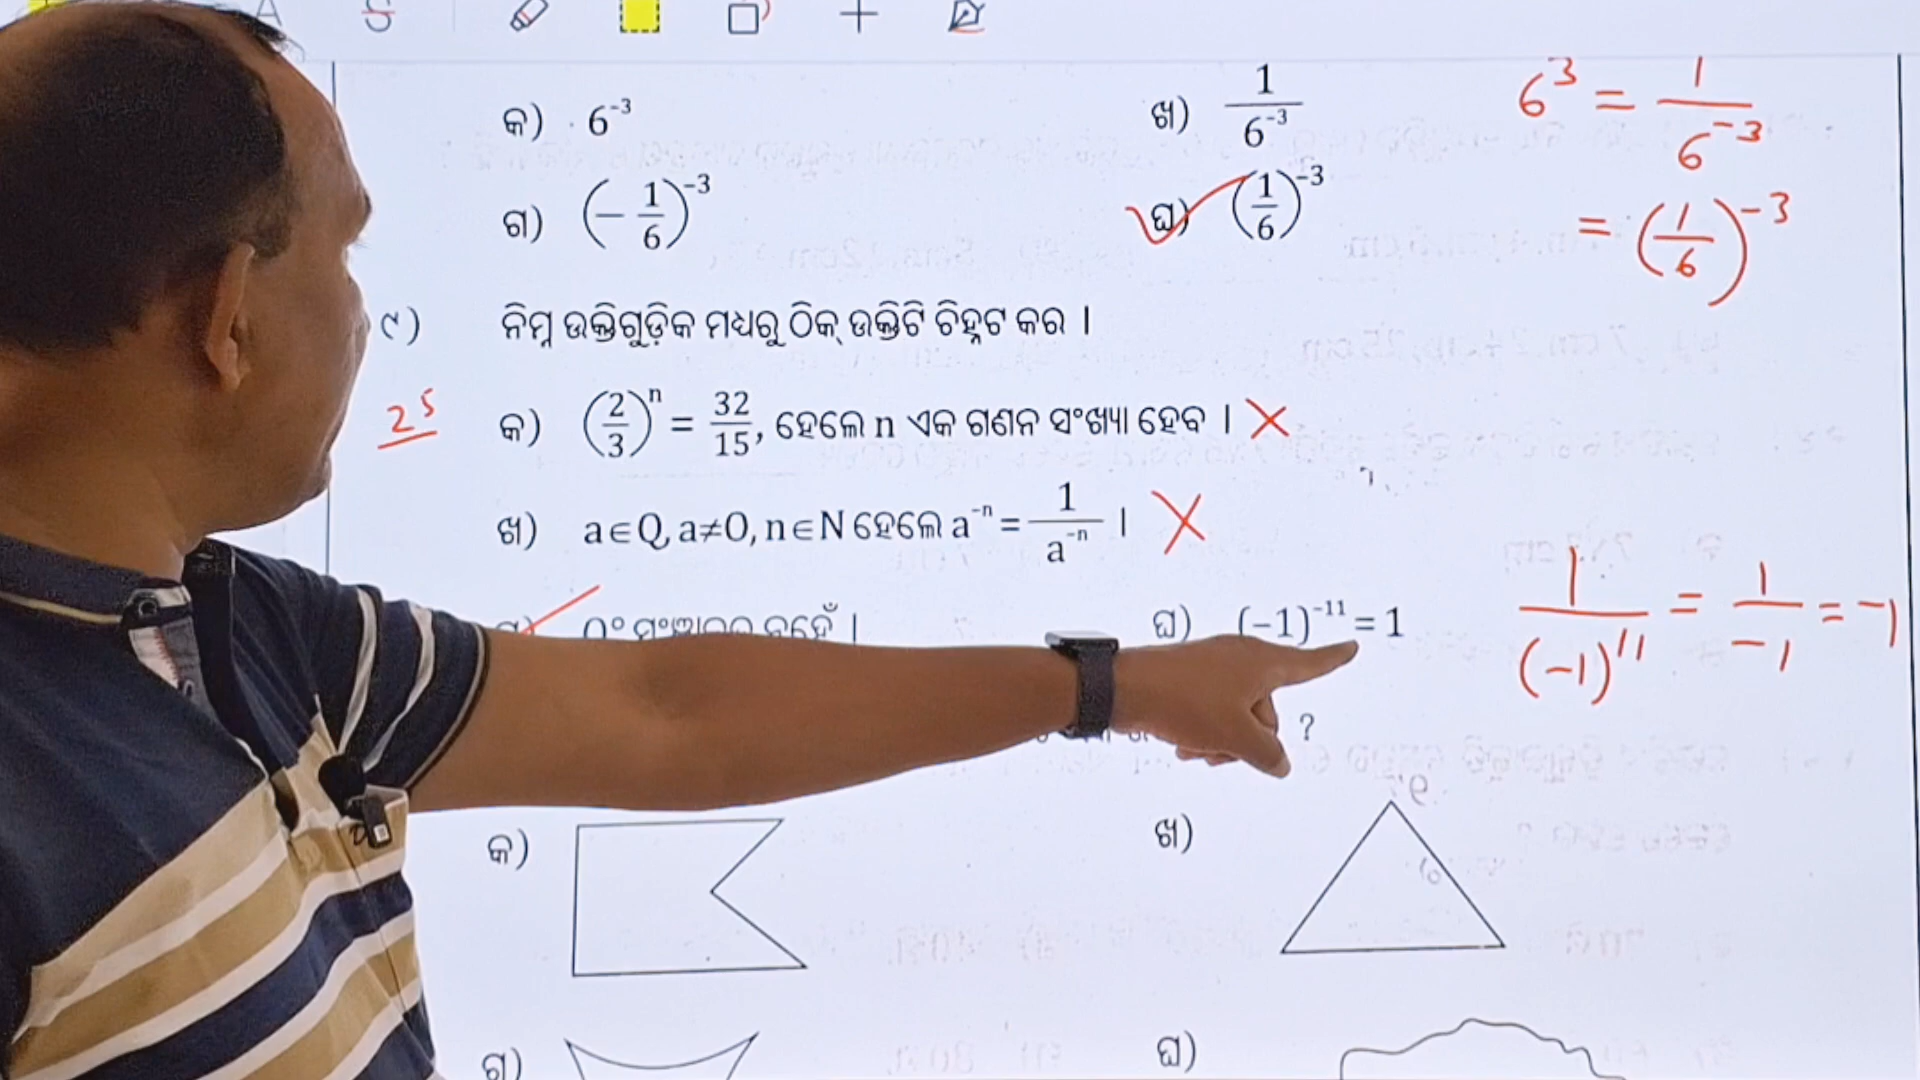 କ) 6⁻³ ଖ) 1/6⁻³ 6³ = 1/6⁻³
ଗ) (−1/6)⁻³ ଘ) (1/6)⁻³ = (1/6)⁻³
୯) ନିମ୍ନ ଉକ୍ତିଗୁଡ଼ିକ ମଧ୍ୟରୁ ଠିକ୍ ଉକ୍ତିଟି ଚିହ୍ନଟ କର ।
2⁵ କ) (2/3)ⁿ = 32/15, ହେଲେ n ଏକ ଗଣନ ସଂଖ୍ୟା ହେବ ।
ଖ) a∈Q, a≠0, n∈N ହେଲେ a⁻ⁿ = 1/a⁻ⁿ ।
0° ନୁହେଁ । ଘ) (−1)⁻¹¹ = 1 1/(−1)¹¹ = 1/−1 = −1
?
କ) ଖ)
ଗ) ଘ)